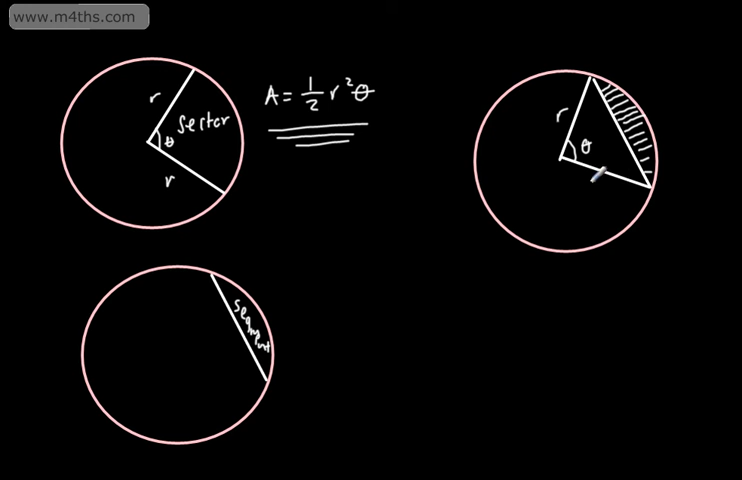 www.m4ths.com
r
Sector
θ
r
A = 1/2 r²θ
r
θ
Segment